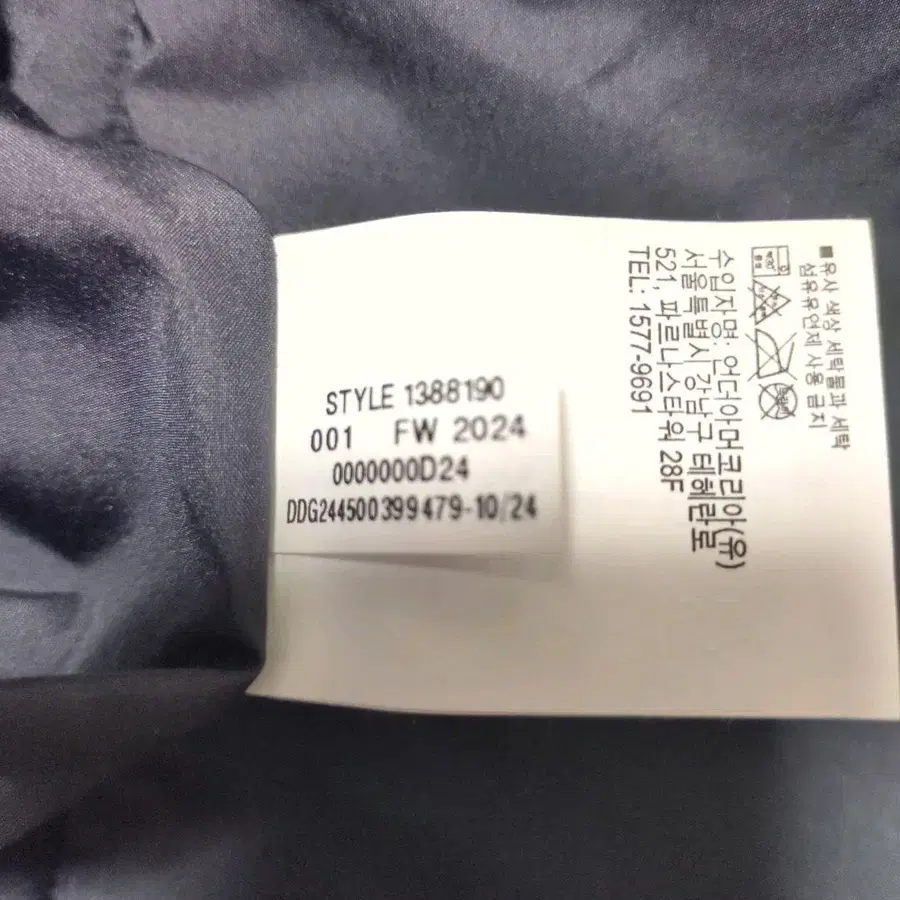 STYLE 1388190
001 FW 2024
0000000D24
DDG244500399479-10/24
■유사 색상 세탁물과 세탁
섬유유연제 사용 금지
수입자명: 언더아머코리아(유)
서울특별시 강남구 테헤란로
521, 파르나스타워 28F
TEL: 1577-9691